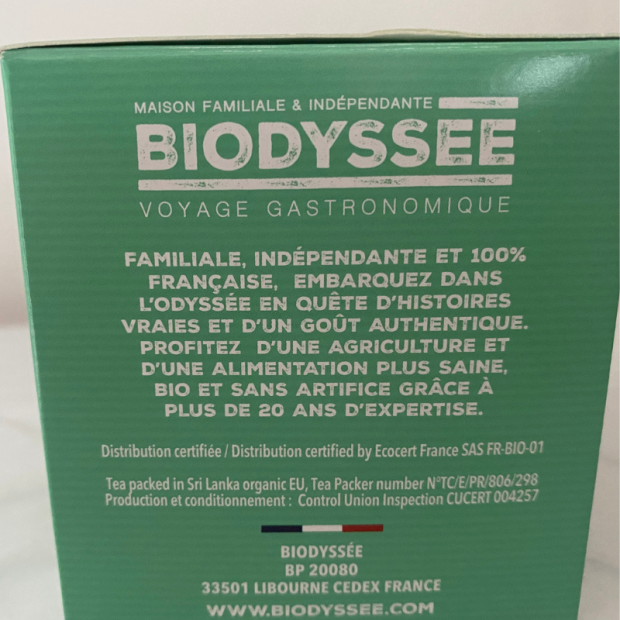 MAISON FAMILIALE & INDÉPENDANTE
BIODYSSÉE
VOYAGE GASTRONOMIQUE
FAMILIALE, INDÉPENDANTE ET 100%
FRANÇAISE, EMBARQUEZ DANS
L'ODYSSÉE EN QUÊTE D'HISTOIRES
VRAIES ET D'UN GOÛT AUTHENTIQUE.
PROFITEZ D'UNE AGRICULTURE ET
D'UNE ALIMENTATION PLUS SAINE,
BIO ET SANS ARTIFICE GRÂCE À
PLUS DE 20 ANS D'EXPERTISE.
Distribution certifiée / Distribution certified by Ecocert France SAS FR-BIO-01
Tea packed in Sri Lanka organic EU, Tea Packer number N°TC/E/PR/806/298
Production et conditionnement : Control Union Inspection CUCERT 004257
BIODYSSÉE
BP 20080
33501 LIBOURNE CEDEX FRANCE
WWW.BIODYSSEE.COM